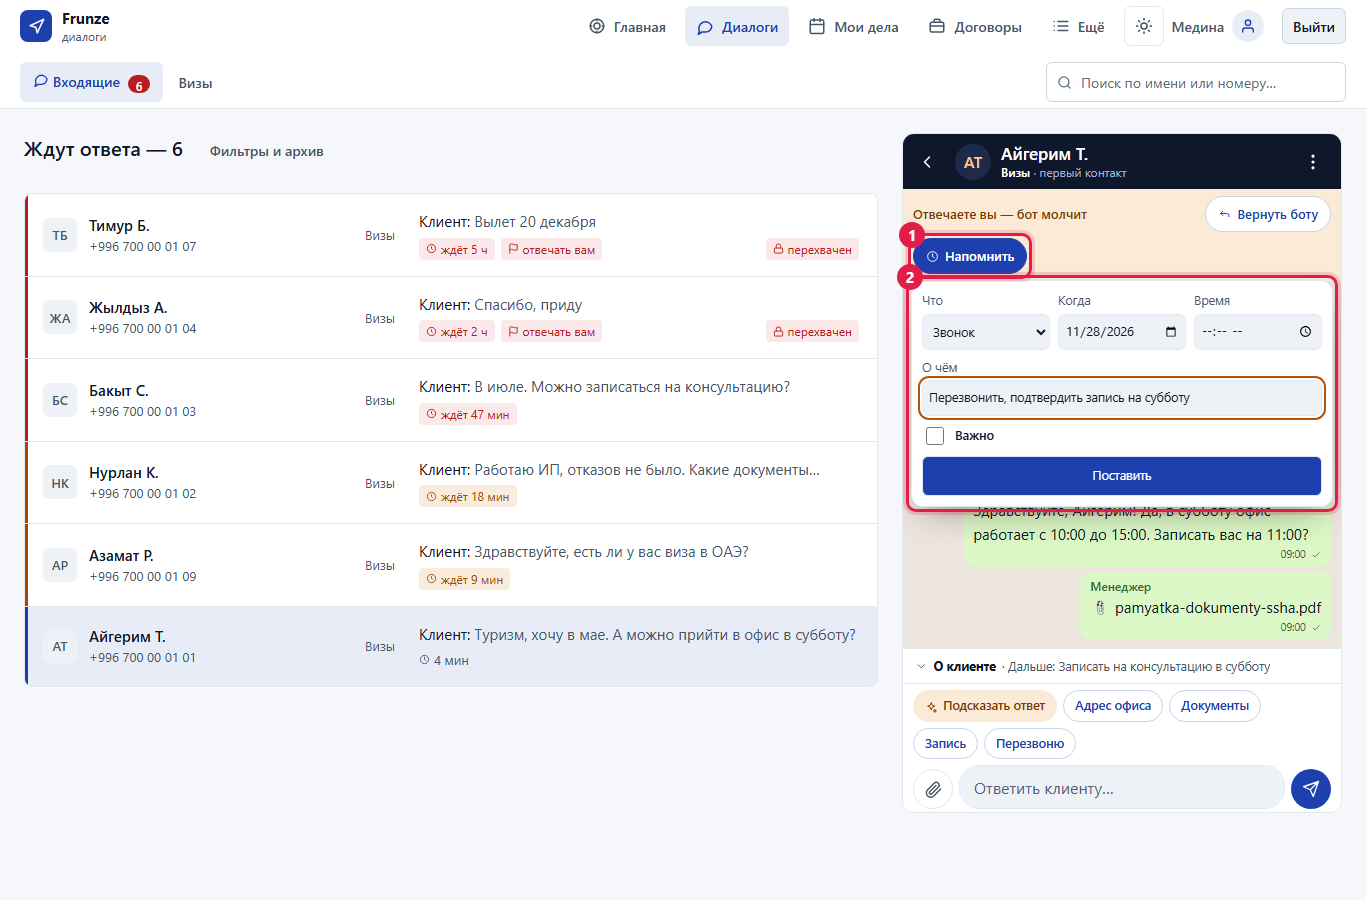 Frunze
диалоги
Главная
Диалоги
Мои дела
Договоры
Ещё
Медина
Выйти
Входящие 6
Визы
Поиск по имени или номеру...
Ждут ответа — 6
Фильтры и архив
ТБ
Тимур Б.
+996 700 00 01 07
Визы
Клиент: Вылет 20 декабря
ждёт 5 ч
отвечать вам
перехвачен
ЖА
Жылдыз А.
+996 700 00 01 04
Визы
Клиент: Спасибо, приду
ждёт 2 ч
отвечать вам
перехвачен
БС
Бакыт С.
+996 700 00 01 03
Визы
Клиент: В июле. Можно записаться на консультацию?
ждёт 47 мин
НК
Нурлан К.
+996 700 00 01 02
Визы
Клиент: Работаю ИП, отказов не было. Какие документы...
ждёт 18 мин
АР
Азамат Р.
+996 700 00 01 09
Визы
Клиент: Здравствуйте, есть ли у вас виза в ОАЭ?
ждёт 9 мин
АТ
Айгерим Т.
+996 700 00 01 01
Визы
Клиент: Туризм, хочу в мае. А можно прийти в офис в субботу?
4 мин
АТ
Айгерим Т.
Визы · первый контакт
Отвечаете вы — бот молчит
Вернуть боту
1
Напомнить
2
Что
Когда
Время
Звонок
11/28/2026
--:-- --
О чём
Перезвонить, подтвердить запись на субботу
Важно
Поставить
Здравствуйте, Айгерим! Да, в субботу офис
работает с 10:00 до 15:00. Записать вас на 11:00?
09:00 ✓
Менеджер
pamyatka-dokumenty-ssha.pdf
09:00 ✓
О клиенте · Дальше: Записать на консультацию в субботу
Подсказать ответ
Адрес офиса
Документы
Запись
Перезвоню
Ответить клиенту...